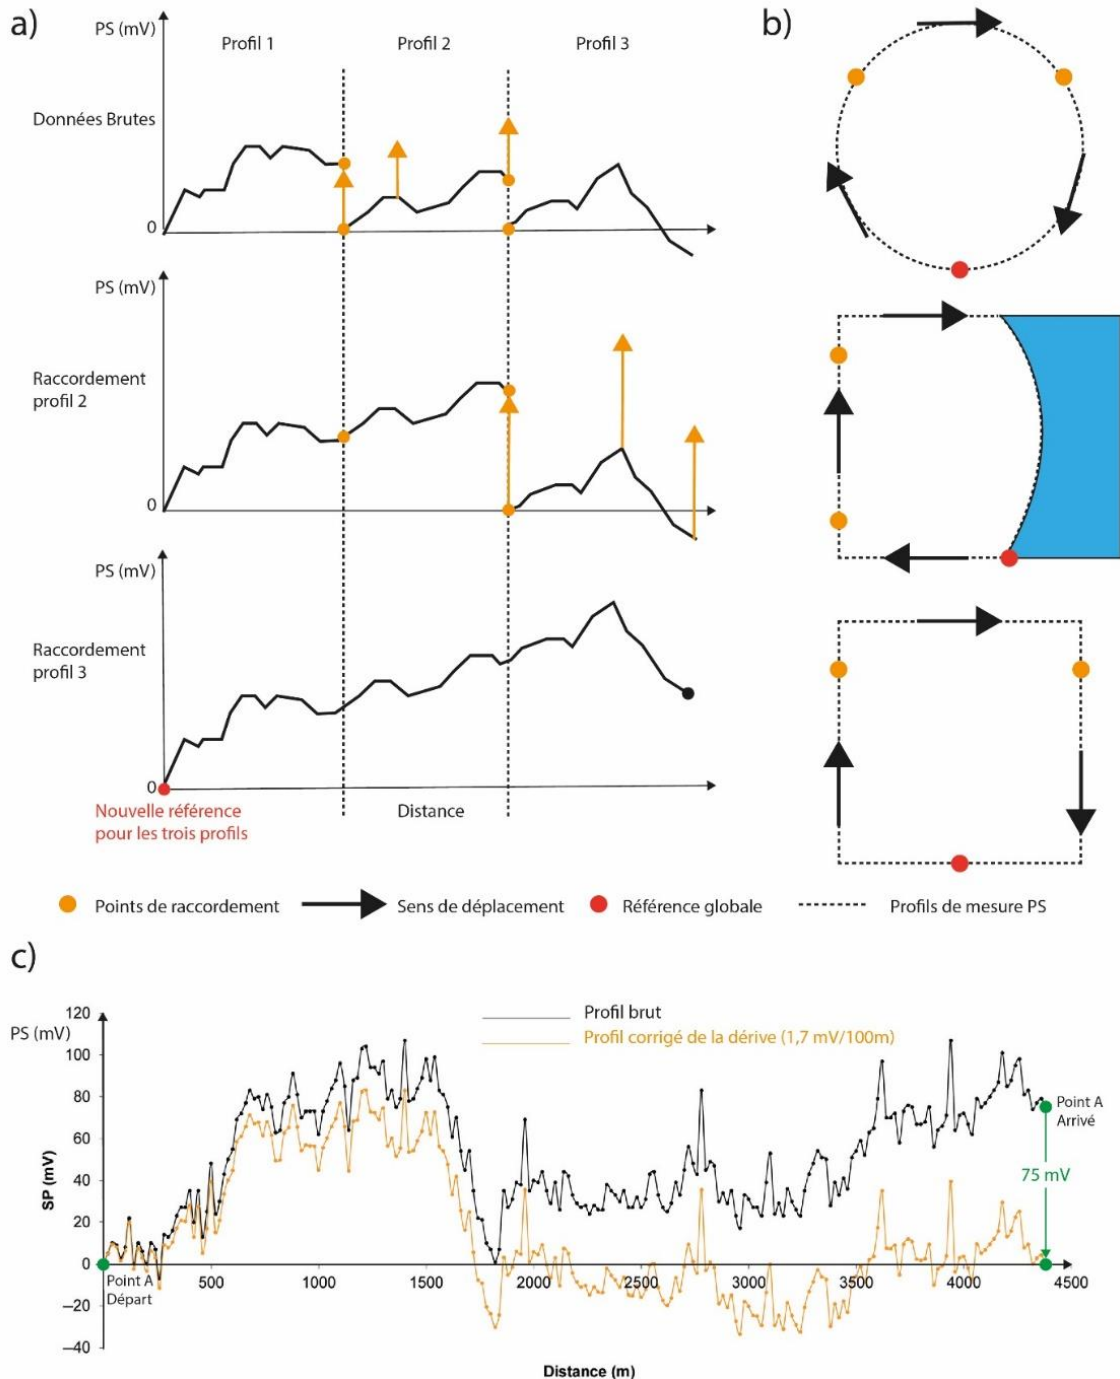 a)
PS (mV)
Profil 1
Profil 2
Profil 3
Données Brutes
0
PS (mV)
Raccordement
profil 2
0
PS (mV)
Raccordement
profil 3
0
Nouvelle référence
pour les trois profils
Distance
b)
Points de raccordement
Sens de déplacement
Référence globale
Profils de mesure PS
c)
PS (mV)
SP (mV)
120
100
80
60
40
20
0
–20
–40
Profil brut
Profil corrigé de la dérive (1,7 mV/100m)
Point A
Départ
Point A
Arrivé
75 mV
500
1000
1500
2000
2500
3000
3500
4000
4500
Distance (m)